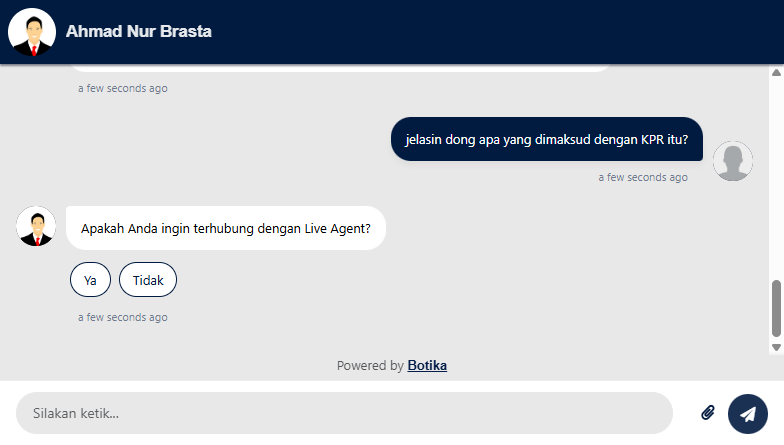 Ahmad Nur Brasta
a few seconds ago
jelasin dong apa yang dimaksud dengan KPR itu?
a few seconds ago
Apakah Anda ingin terhubung dengan Live Agent?
Ya
Tidak
a few seconds ago
Powered by Botika
Silakan ketik...